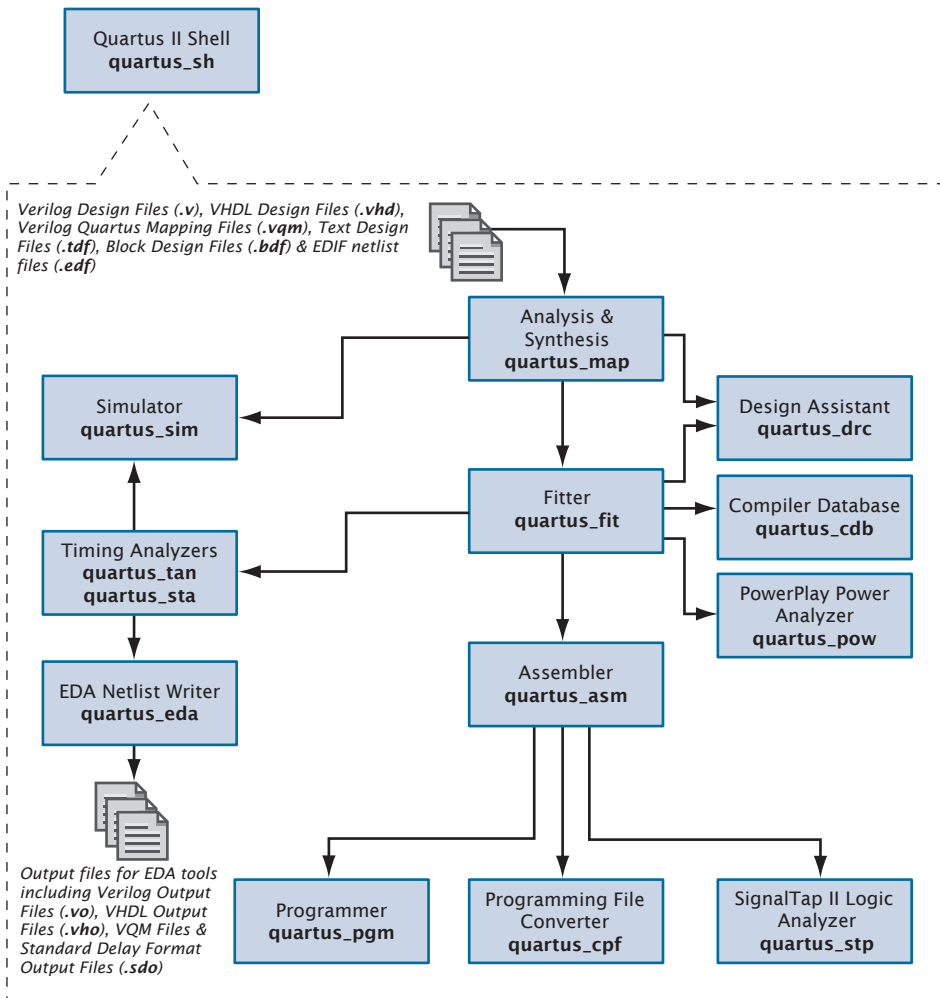 Quartus II Shell
quartus_sh
Verilog Design Files (.v), VHDL Design Files (.vhd),
Verilog Quartus Mapping Files (.vqm), Text Design
Files (.tdf), Block Design Files (.bdf) & EDIF netlist
files (.edf)
Analysis &
Synthesis
quartus_map
Simulator
quartus_sim
Design Assistant
quartus_drc
Fitter
quartus_fit
Compiler Database
quartus_cdb
Timing Analyzers
quartus_tan
quartus_sta
PowerPlay Power
Analyzer
quartus_pow
EDA Netlist Writer
quartus_eda
Assembler
quartus_asm
Output files for EDA tools
including Verilog Output
Files (.vo), VHDL Output
Files (.vho), VQM Files &
Standard Delay Format
Output Files (.sdo)
Programmer
quartus_pgm
Programming File
Converter
quartus_cpf
SignalTap II Logic
Analyzer
quartus_stp